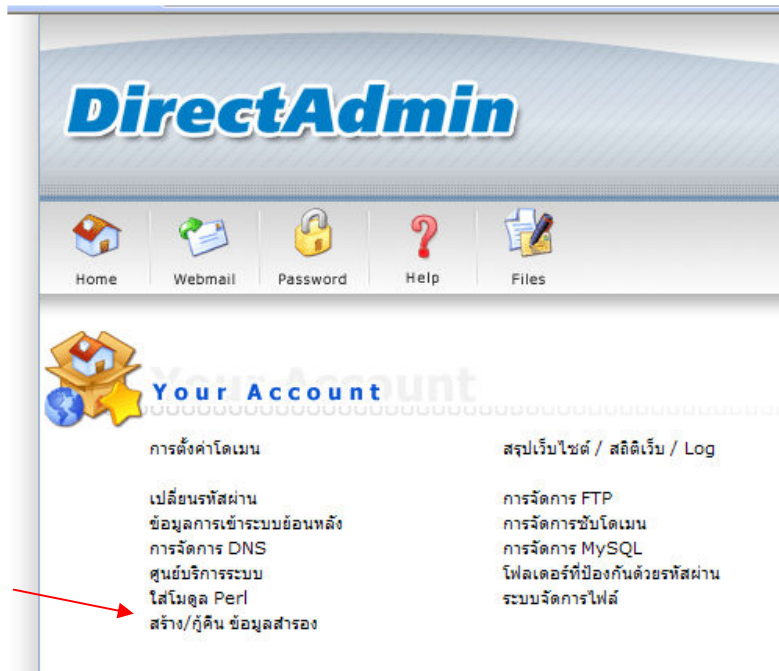 DirectAdmin
Home Webmail Password Help Files
Your Account
การตั้งค่าโดเมน สรุปเว็บไซต์ / สถิติเว็บ / Log
เปลี่ยนรหัสผ่าน การจัดการ FTP
ข้อมูลการเข้าระบบย้อนหลัง การจัดการซับโดเมน
การจัดการ DNS การจัดการ MySQL
ศูนย์บริการระบบ โฟลเดอร์ที่ป้องกันด้วยรหัสผ่าน
ใส่โมดูล Perl ระบบจัดการไฟล์
สร้าง/กู้คืน ข้อมูลสำรอง